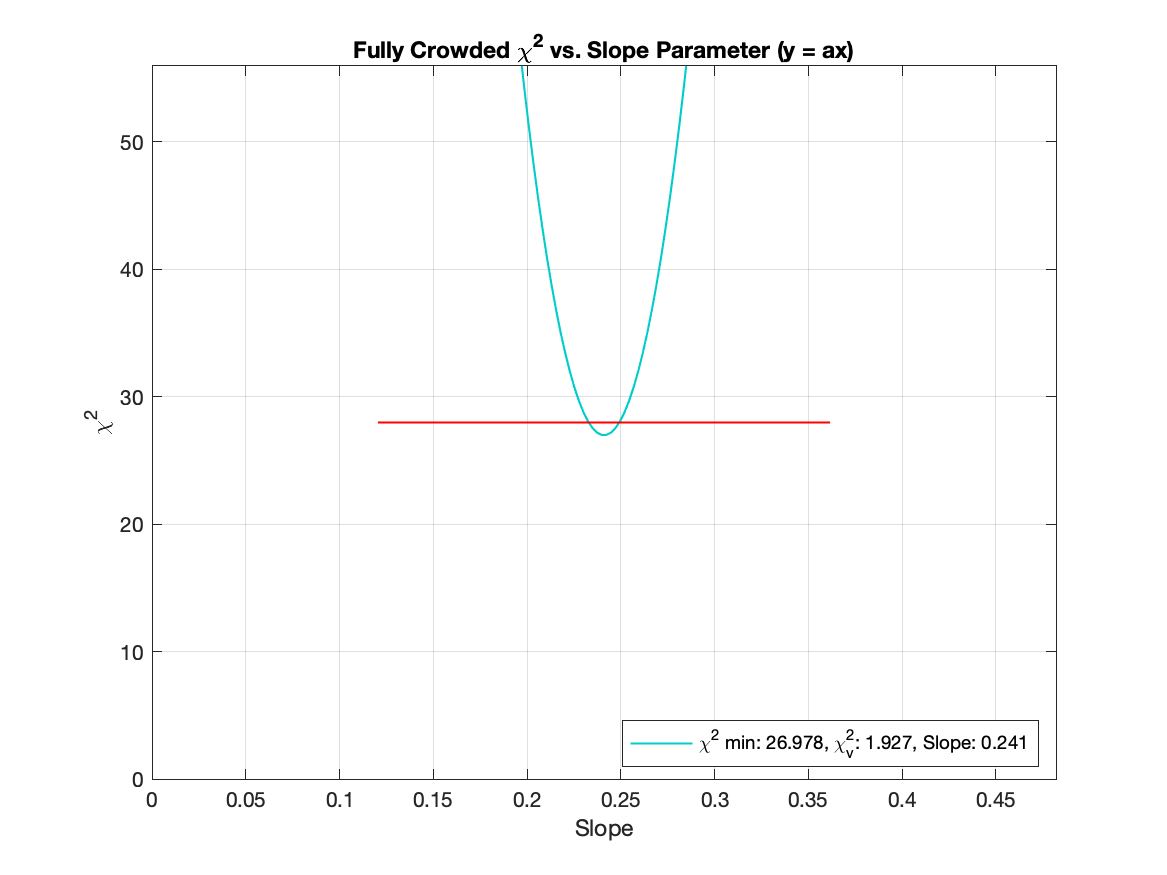 Fully Crowded χ² vs. Slope Parameter (y = ax)
χ²
50
40
30
20
10
0
χ² min: 26.978, χ²ᵥ: 1.927, Slope: 0.241
0 0.05 0.1 0.15 0.2 0.25 0.3 0.35 0.4 0.45
Slope